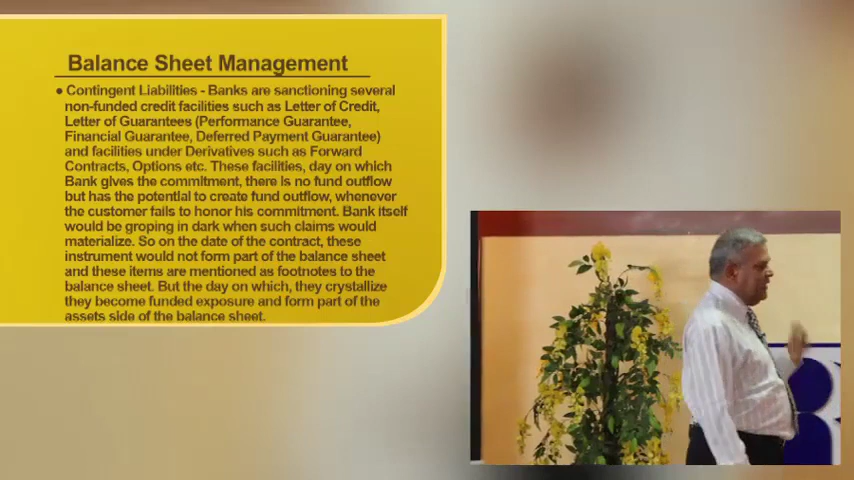 Balance Sheet Management
● Contingent Liabilities - Banks are sanctioning several
non-funded credit facilities such as Letter of Credit,
Letter of Guarantees (Performance Guarantee,
Financial Guarantee, Deferred Payment Guarantee)
and facilities under Derivatives such as Forward
Contracts, Options etc. These facilities, day on which
Bank gives the commitment, there is no fund outflow
but has the potential to create fund outflow, whenever
the customer fails to honor his commitment. Bank itself
would be groping in dark when such claims would
materialize. So on the date of the contract, these
instrument would not form part of the balance sheet
and these items are mentioned as footnotes to the
balance sheet. But the day on which, they crystallize
they become funded exposure and form part of the
assets side of the balance sheet.